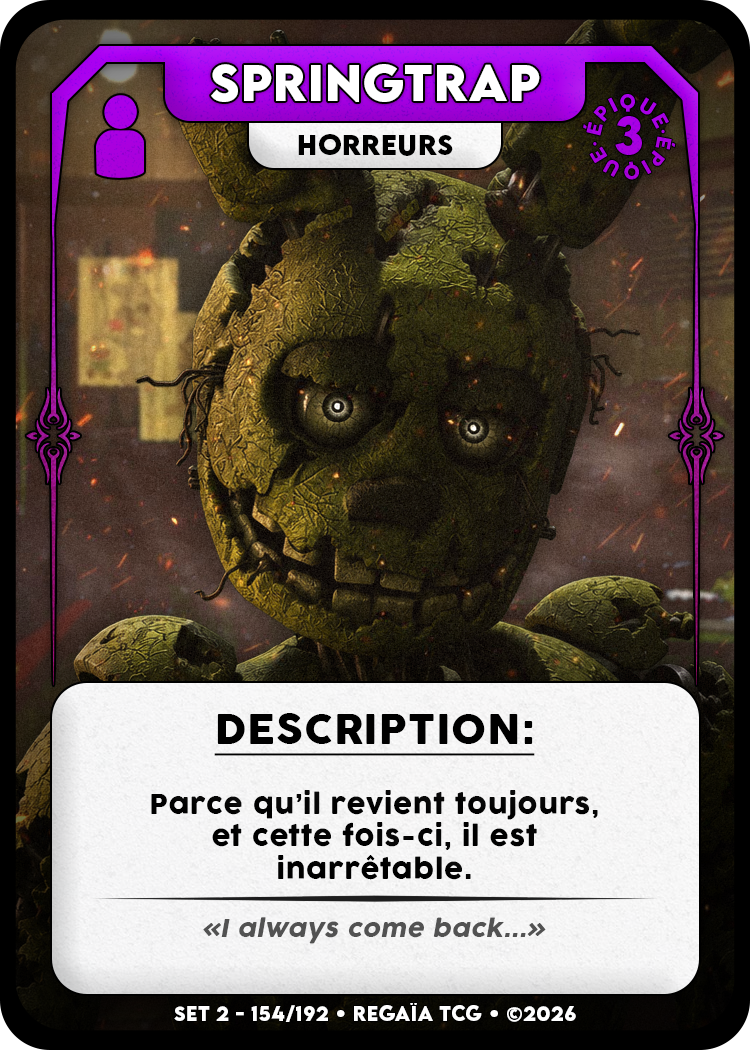 SPRINGTRAP
HORREURS
ÉPIQUE · ÉPIQUE ·
3
DESCRIPTION:
Parce qu'il revient toujours,
et cette fois-ci, il est
inarrêtable.
«I always come back...»
SET 2 - 154/192 • REGAÏA TCG • ©2026